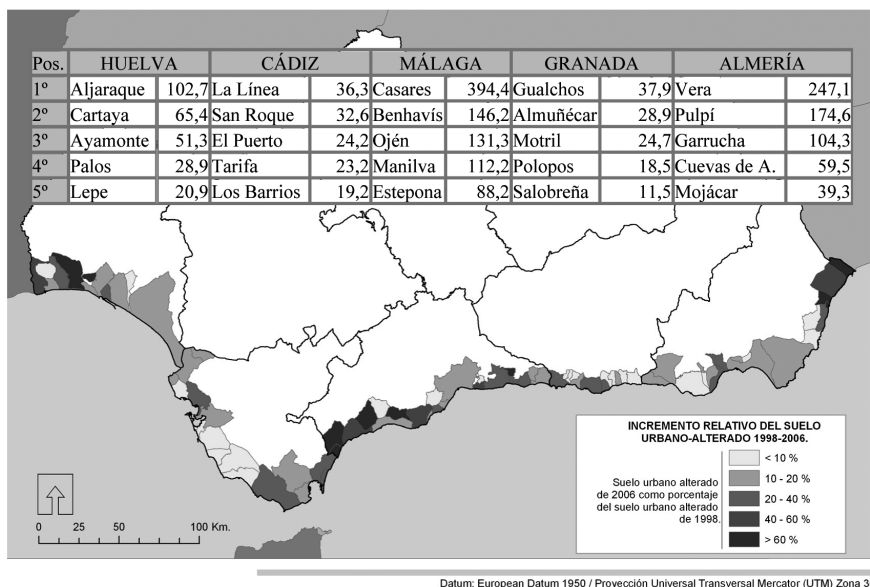 Pos. HUELVA CÁDIZ MÁLAGA GRANADA ALMERÍA
1º Aljaraque 102,7 La Línea 36,3 Casares 394,4 Gualchos 37,9 Vera 247,1
2º Cartaya 65,4 San Roque 32,6 Benhavís 146,2 Almuñécar 28,9 Pulpí 174,6
3º Ayamonte 51,3 El Puerto 24,2 Ojén 131,3 Motril 24,7 Garrucha 104,3
4º Palos 28,9 Tarifa 23,2 Manilva 112,2 Polopos 18,5 Cuevas de A. 59,5
5º Lepe 20,9 Los Barrios 19,2 Estepona 88,2 Salobreña 11,5 Mojácar 39,3
INCREMENTO RELATIVO DEL SUELO
URBANO-ALTERADO 1998-2006.
Suelo urbano alterado
de 2006 como porcentaje
del suelo urbano alterado
de 1998.
< 10 %
10 - 20 %
20 - 40 %
40 - 60 %
> 60 %
0 25 50 100 Km.
Datum: European Datum 1950 / Proyección Universal Transversal Mercator (UTM) Zona 3